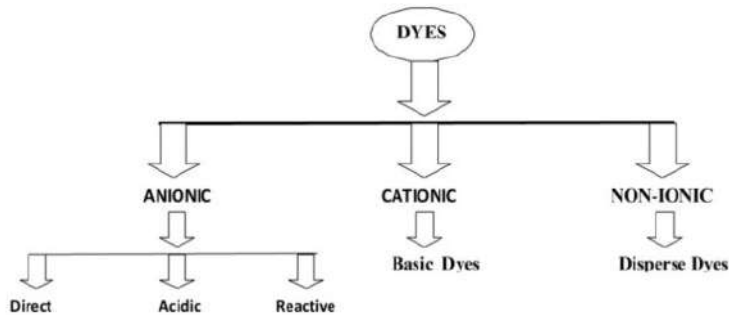 DYES
ANIONIC CATIONIC NON-IONIC
Basic Dyes Disperse Dyes
Direct Acidic Reactive